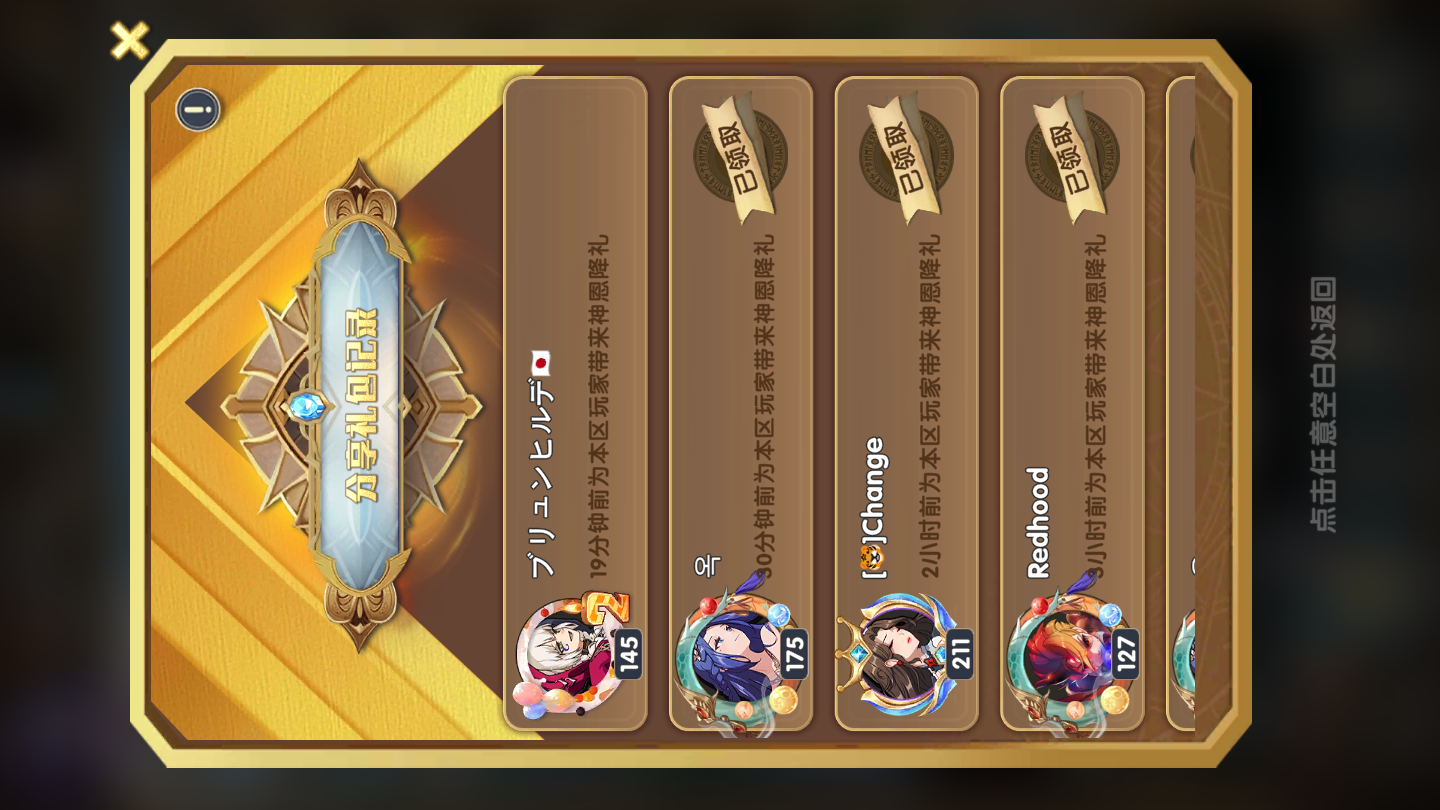 分享礼包记录
ブリュンヒルデ🇯🇵
145
19分钟前为本区玩家带来神恩降礼
옥
175
30分钟前为本区玩家带来神恩降礼
已领取
[🐯]Change
211
2小时前为本区玩家带来神恩降礼
已领取
Redhood
127
3小时前为本区玩家带来神恩降礼
已领取
点击任意空白处返回